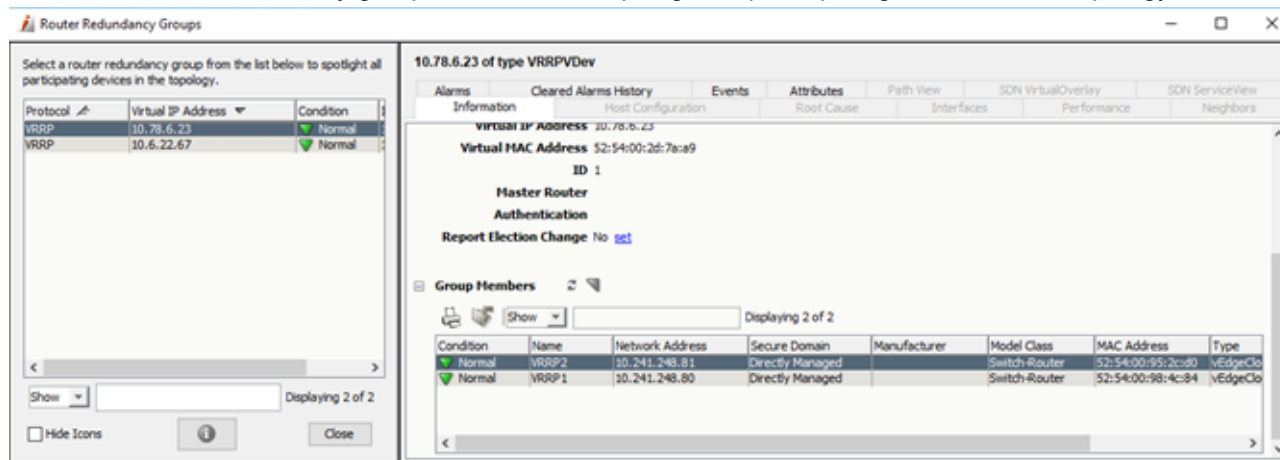 Router Redundancy Groups
Select a router redundancy group from the list below to spotlight all
participating devices in the topology.
Protocol Virtual IP Address Condition
VRRP 10.78.6.23 Normal
VRRP 10.6.22.67 Normal
Show Displaying 2 of 2
Hide Icons Close
10.78.6.23 of type VRRPVDev
Alarms Cleared Alarms History Events Attributes Path View SDN VirtualOverlay SDN ServiceView
Information Host Configuration Root Cause Interfaces Performance Neighbors
Virtual IP Address 10.78.6.23
Virtual MAC Address 52:54:00:2d:7a:a9
ID 1
Master Router
Authentication
Report Election Change No set
Group Members
Show Displaying 2 of 2
Condition Name Network Address Secure Domain Manufacturer Model Class MAC Address Type
Normal VRRP2 10.241.248.81 Directly Managed Switch-Router 52:54:00:95:2c:d0 vEdgeClo
Normal VRRP1 10.241.248.80 Directly Managed Switch-Router 52:54:00:98:4c:84 vEdgeClo